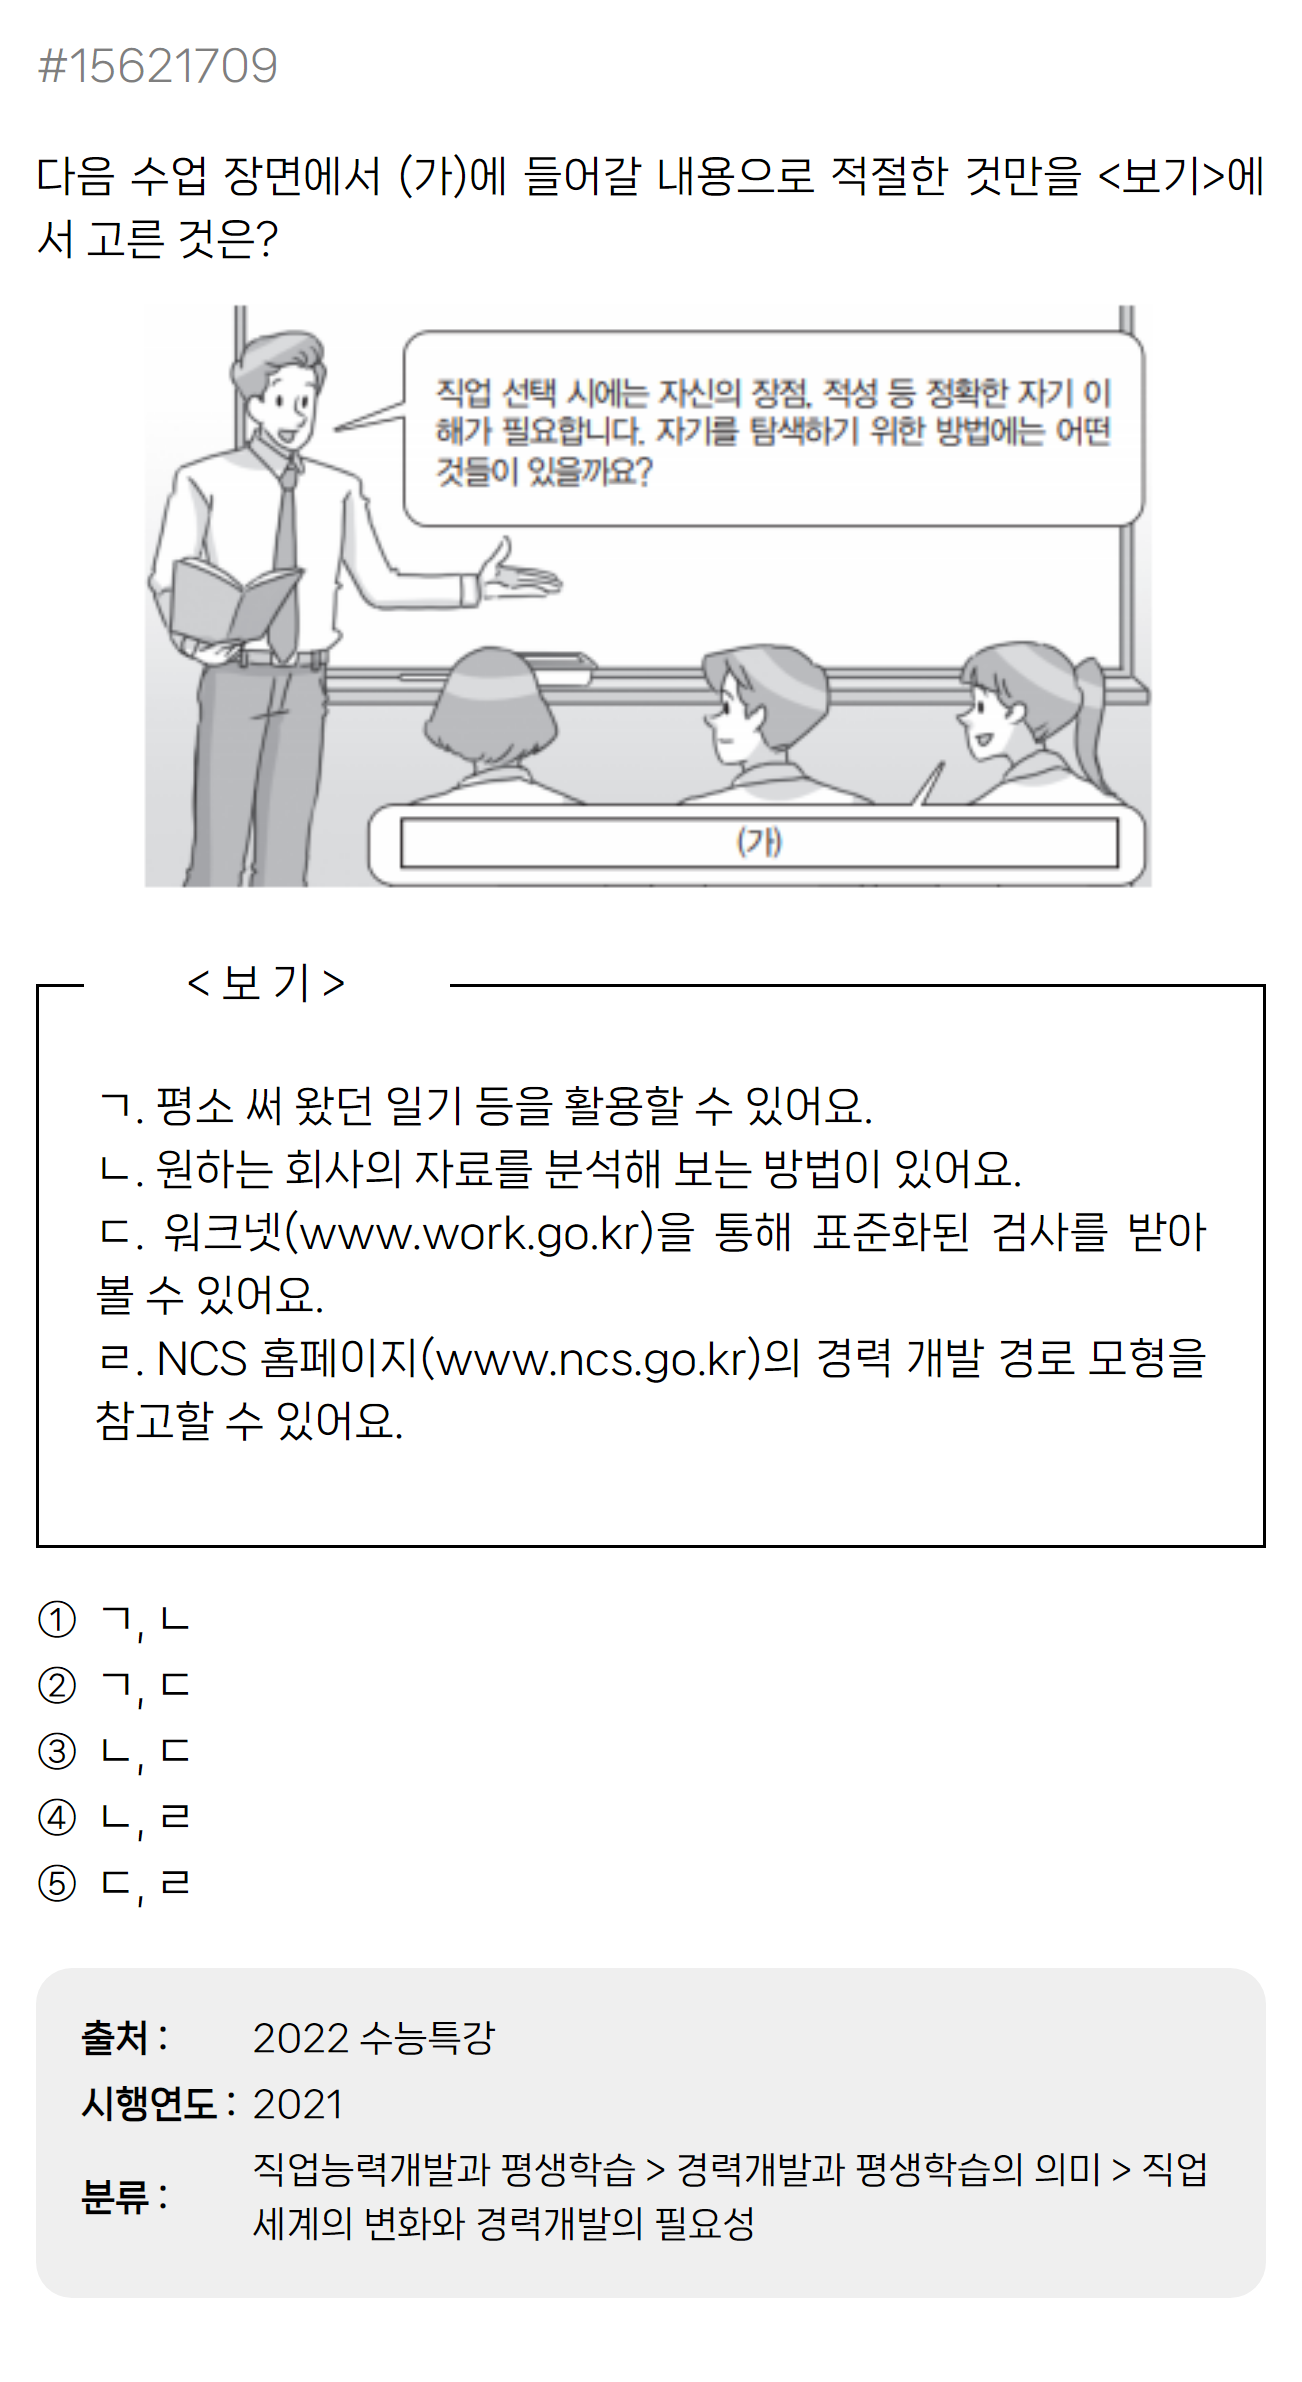 #15621709
다음 수업 장면에서 (가)에 들어갈 내용으로 적절한 것만을 <보기>에
서 고른 것은?
직업 선택 시에는 자신의 장점, 적성 등 정확한 자기 이
해가 필요합니다. 자기를 탐색하기 위한 방법에는 어떤
것들이 있을까요?
(가)
< 보 기 >
ㄱ. 평소 써 왔던 일기 등을 활용할 수 있어요.
ㄴ. 원하는 회사의 자료를 분석해 보는 방법이 있어요.
ㄷ. 워크넷(www.work.go.kr)을 통해 표준화된 검사를 받아
볼 수 있어요.
ㄹ. NCS 홈페이지(www.ncs.go.kr)의 경력 개발 경로 모형을
참고할 수 있어요.
① ㄱ, ㄴ
② ㄱ, ㄷ
③ ㄴ, ㄷ
④ ㄴ, ㄹ
⑤ ㄷ, ㄹ
출처 : 2022 수능특강
시행연도 : 2021
분류 : 직업능력개발과 평생학습 > 경력개발과 평생학습의 의미 > 직업
세계의 변화와 경력개발의 필요성